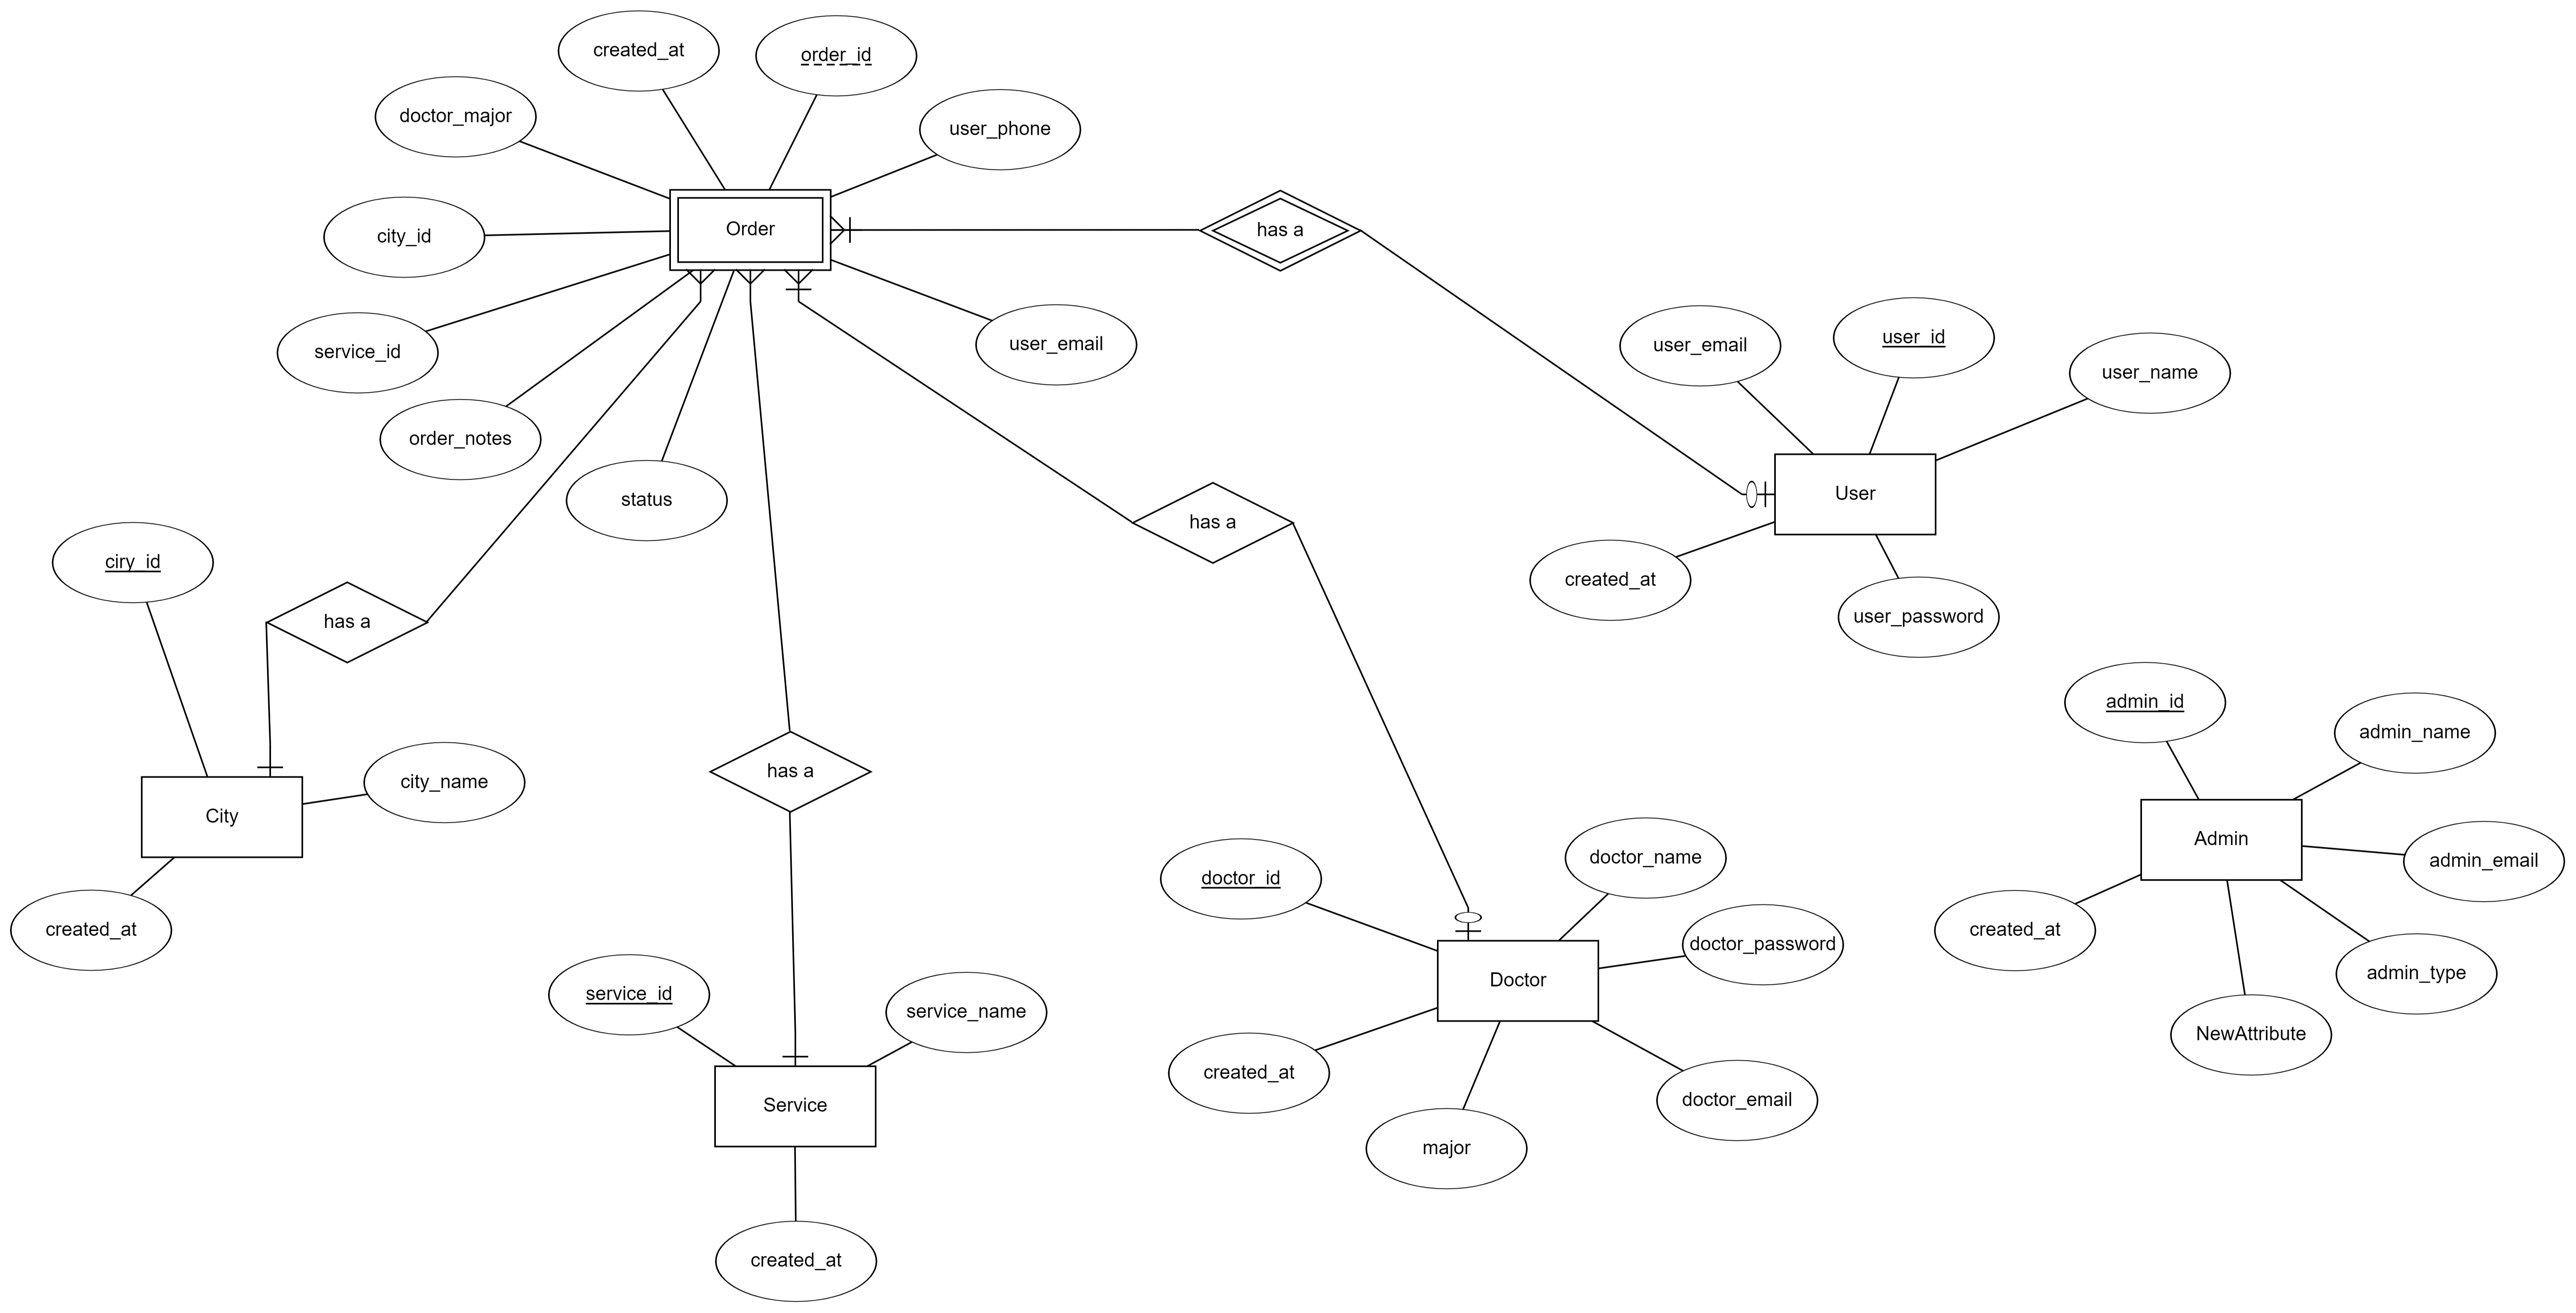 created_at
order_id
doctor_major
user_phone
Order
has a
city_id
user_email
service_id
order_notes
status
user_email
user_id
user_name
User
created_at
user_password
has a
ciry_id
has a
City
city_name
created_at
has a
service_id
service_name
Service
created_at
doctor_id
doctor_name
doctor_password
Doctor
created_at
doctor_email
major
admin_id
admin_name
Admin
admin_email
created_at
admin_type
NewAttribute